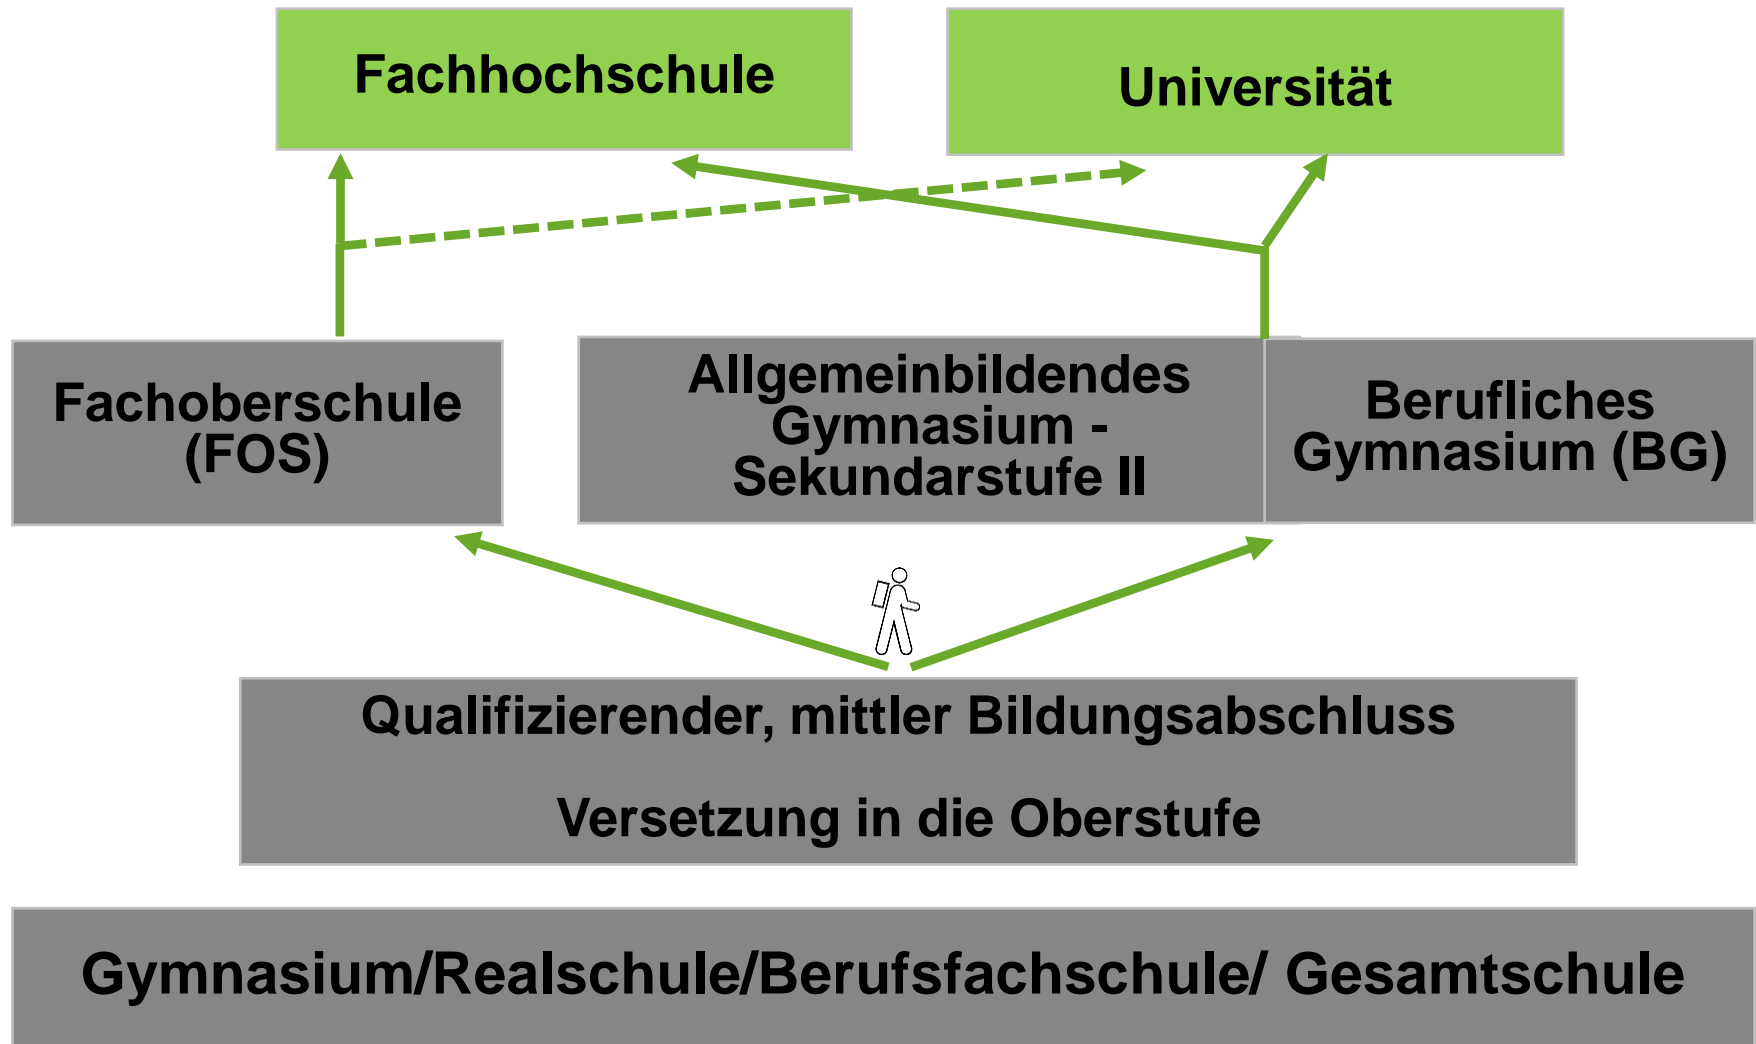 Fachhochschule
Universität
Fachoberschule
(FOS)
Allgemeinbildendes
Gymnasium -
Sekundarstufe II
Berufliches
Gymnasium (BG)
Qualifizierender, mittler Bildungsabschluss
Versetzung in die Oberstufe
Gymnasium/Realschule/Berufsfachschule/ Gesamtschule